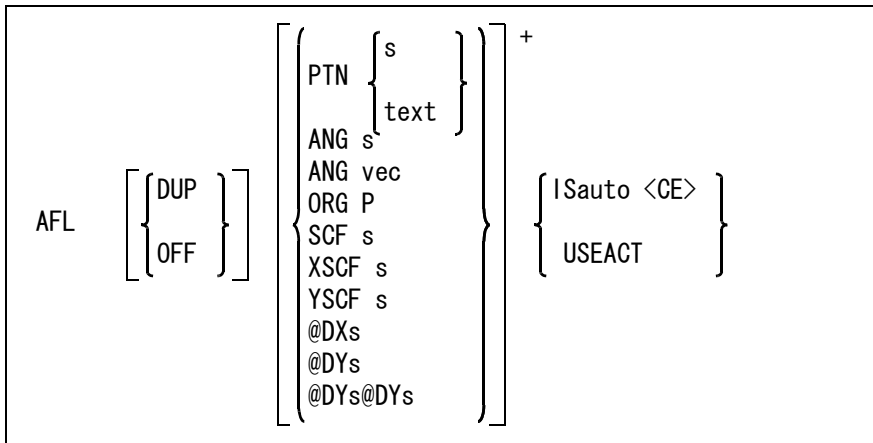 +
s
PTN
text
ANG s
ANG vec
DUP
ORG P
ISauto <CE>
AFL
SCF s
OFF
USEACT
XSCF s
YSCF s
@DXs
@DYs
@DYs@DYs